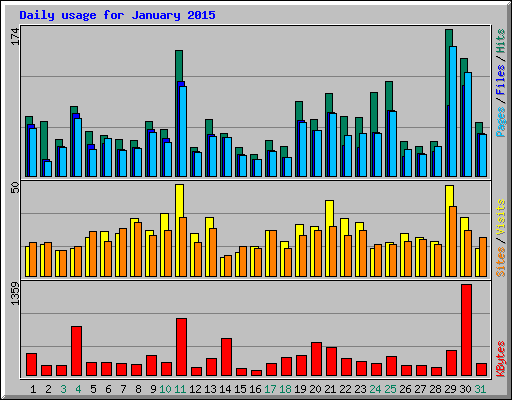 Daily usage for January 2015
174
Pages / Files / Hits
50
Sites / Visits
1359
KBytes
1 2 3 4 5 6 7 8 9 10 11 12 13 14 15 16 17 18 19 20 21 22 23 24 25 26 27 28 29 30 31